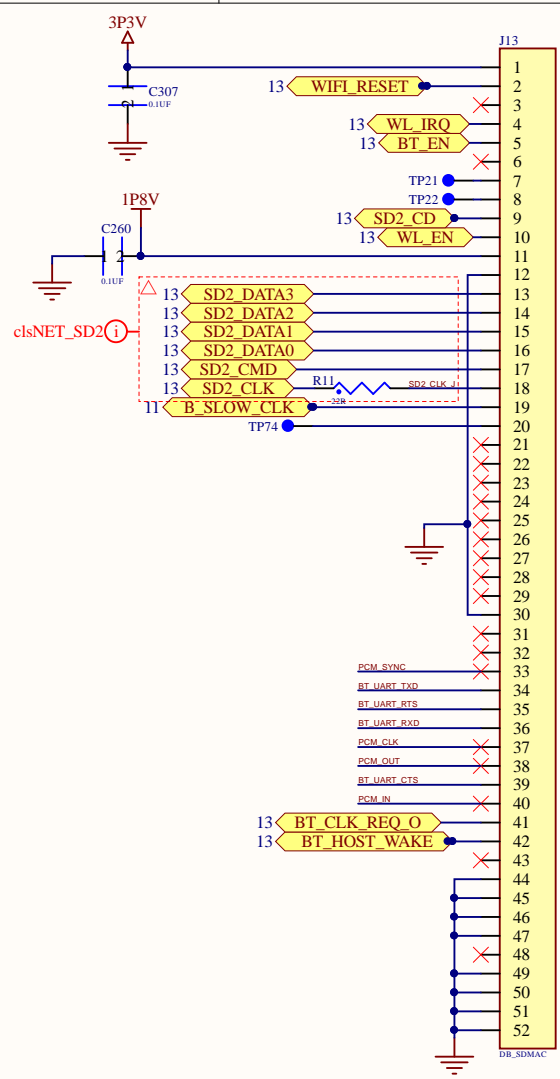 3P3V
J13
1
C307
0.1UF
13 WIFI_RESET 2
3
13 WL_IRQ 4
13 BT_EN 5
6
TP21 7
TP22 8
1P8V
13 SD2_CD 9
C260
13 WL_EN 10
1 2
11
0.1UF
12
13 SD2_DATA3 13
13 SD2_DATA2 14
clsNET_SD2 i
13 SD2_DATA1 15
13 SD2_DATA0 16
13 SD2_CMD 17
13 SD2_CLK R11 22R SD2_CLK_J 18
11 B_SLOW_CLK 19
TP74 20
21
22
23
24
25
26
27
28
29
30
31
32
PCM_SYNC 33
BT_UART_TXD 34
BT_UART_RTS 35
BT_UART_RXD 36
PCM_CLK 37
PCM_OUT 38
BT_UART_CTS 39
PCM_IN 40
13 BT_CLK_REQ_O 41
13 BT_HOST_WAKE 42
43
44
45
46
47
48
49
50
51
52
DB_SDMAC